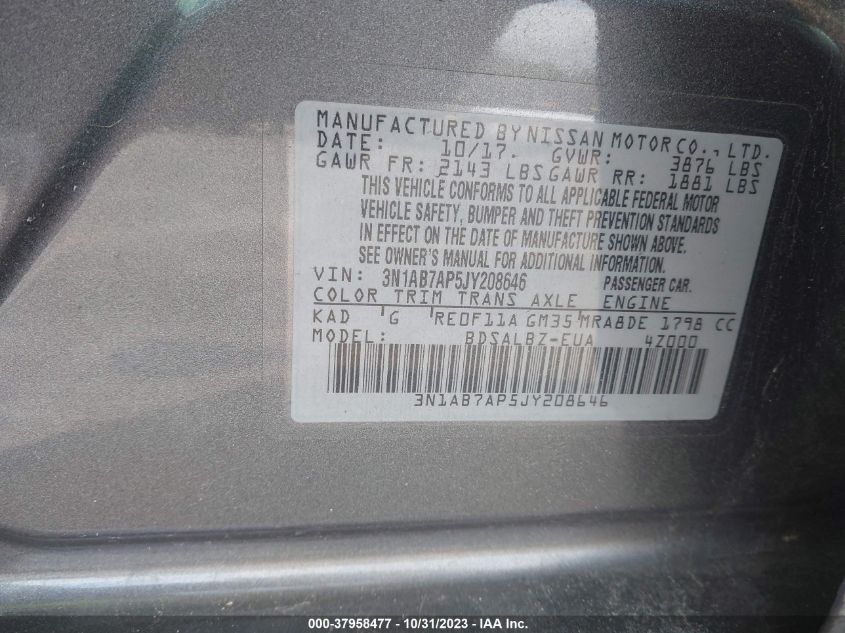 MANUFACTURED BY NISSAN MOTOR CO., LTD.
DATE: 10/17. GVWR: 3876 LBS
GAWR FR: 2143 LBS GAWR RR: 1881 LBS
THIS VEHICLE CONFORMS TO ALL APPLICABLE FEDERAL MOTOR
VEHICLE SAFETY, BUMPER AND THEFT PREVENTION STANDARDS
IN EFFECT ON THE DATE OF MANUFACTURE SHOWN ABOVE.
SEE OWNER'S MANUAL FOR ADDITIONAL INFORMATION.
VIN: 3N1AB7AP5JY208646 PASSENGER CAR.
COLOR TRIM TRANS AXLE ENGINE
KAD G RE0F11A GM35 MRA8DE 1798 CC
MODEL: BDSALBZ-EUA 4Z000
3N1AB7AP5JY208646
000-37958477 - 10/31/2023 - IAA Inc.